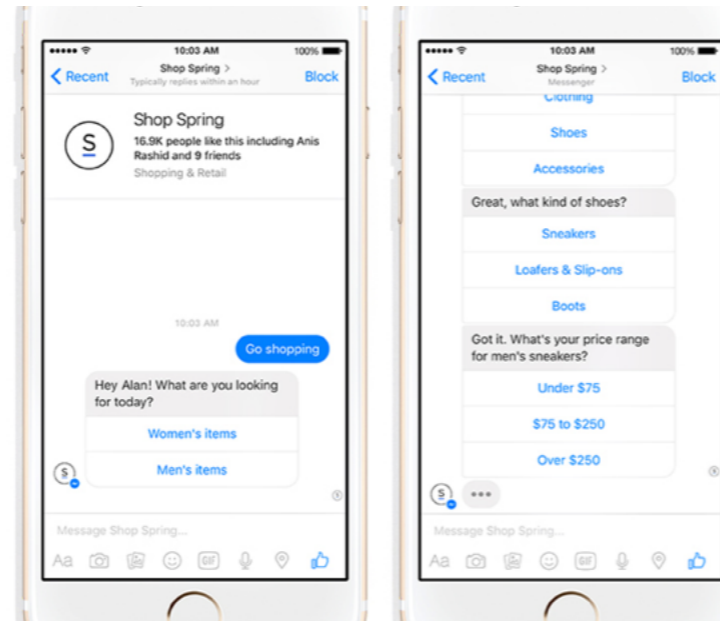 10:03 AM
100%
Recent
Shop Spring >
Typically replies within an hour
Block
S
Shop Spring
16.9K people like this including Anis
Rashid and 9 friends
Shopping & Retail
10:03 AM
Go shopping
Hey Alan! What are you looking
for today?
Women's items
Men's items
S
Message Shop Spring...
Aa
GIF
10:03 AM
100%
Recent
Shop Spring >
Messenger
Block
Clothing
Shoes
Accessories
Great, what kind of shoes?
Sneakers
Loafers & Slip-ons
Boots
Got it. What's your price range
for men's sneakers?
Under $75
$75 to $250
Over $250
S
Message Shop Spring...
Aa
GIF